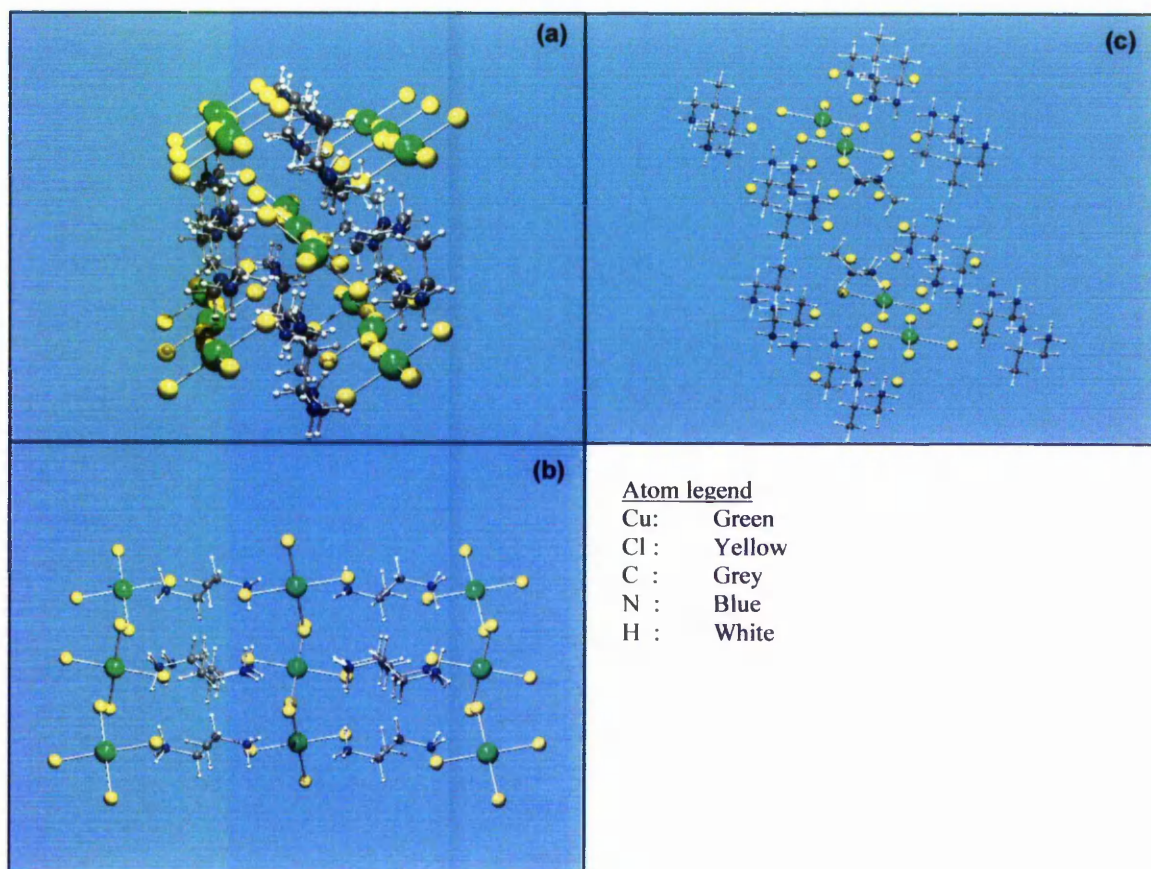 (a)
(c)
(b)
Atom legend
Cu: Green
Cl : Yellow
C : Grey
N : Blue
H : White